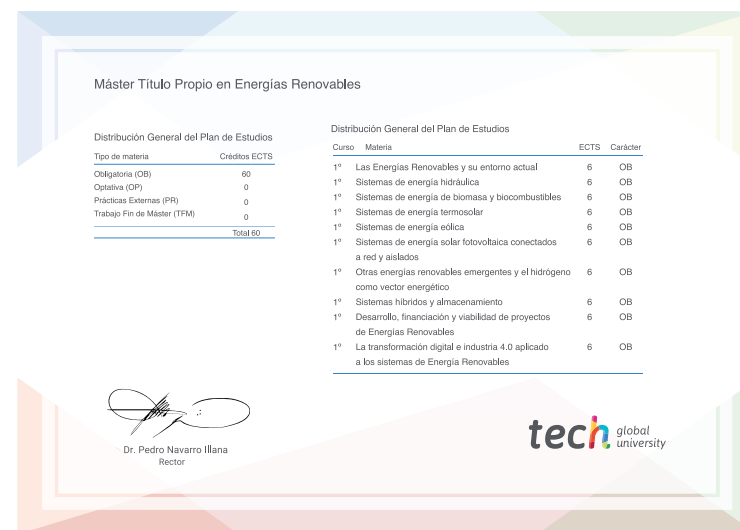 Máster Título Propio en Energías Renovables
Distribución General del Plan de Estudios
Tipo de materia Créditos ECTS
Obligatoria (OB) 60
Optativa (OP) 0
Prácticas Externas (PR) 0
Trabajo Fin de Máster (TFM) 0
Total 60
Distribución General del Plan de Estudios
Curso Materia ECTS Carácter
1º Las Energías Renovables y su entorno actual 6 OB
1º Sistemas de energía hidráulica 6 OB
1º Sistemas de energía de biomasa y biocombustibles 6 OB
1º Sistemas de energía termosolar 6 OB
1º Sistemas de energía eólica 6 OB
1º Sistemas de energía solar fotovoltaica conectados 6 OB
a red y aislados
1º Otras energías renovables emergentes y el hidrógeno 6 OB
como vector energético
1º Sistemas híbridos y almacenamiento 6 OB
1º Desarrollo, financiación y viabilidad de proyectos 6 OB
de Energías Renovables
1º La transformación digital e industria 4.0 aplicado 6 OB
a los sistemas de Energía Renovables
Dr. Pedro Navarro Illana
Rector
tech global
university